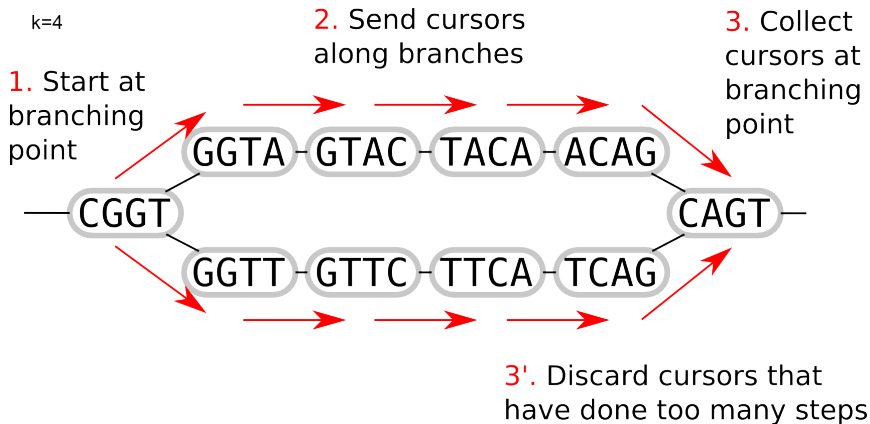 k=4
1. Start at
branching
point
2. Send cursors
along branches
3. Collect
cursors at
branching
point
GGTA GTAC TACA ACAG
CGGT CAGT
GGTT GTTC TTCA TCAG
3'. Discard cursors that
have done too many steps